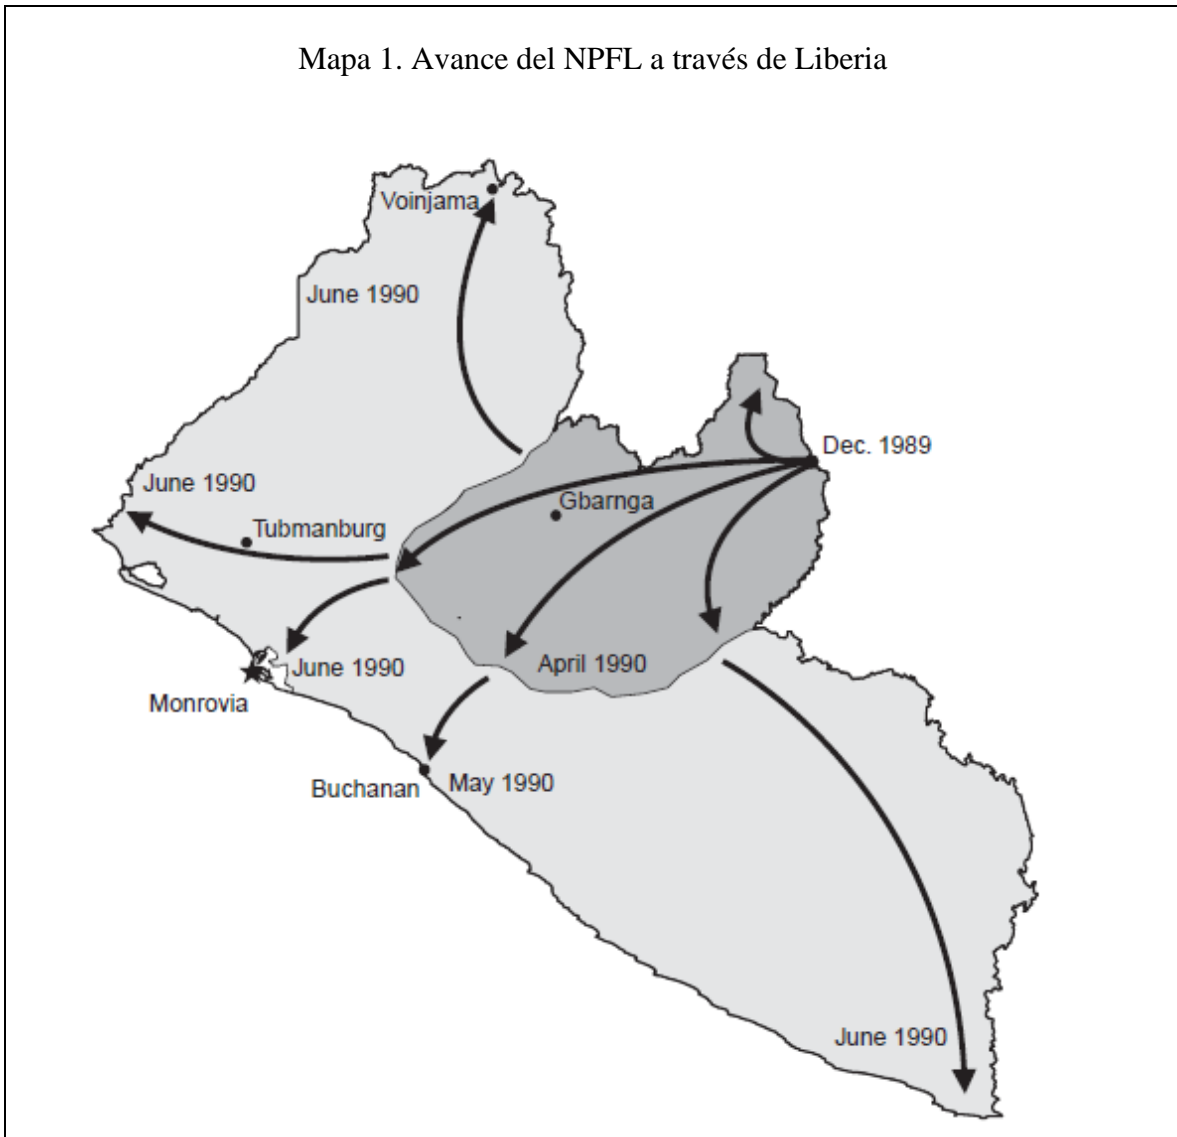 Mapa 1. Avance del NPFL a través de Liberia
Voinjama
June 1990
Dec. 1989
June 1990
Gbarnga
Tubmanburg
April 1990
June 1990
Monrovia
May 1990
Buchanan
June 1990